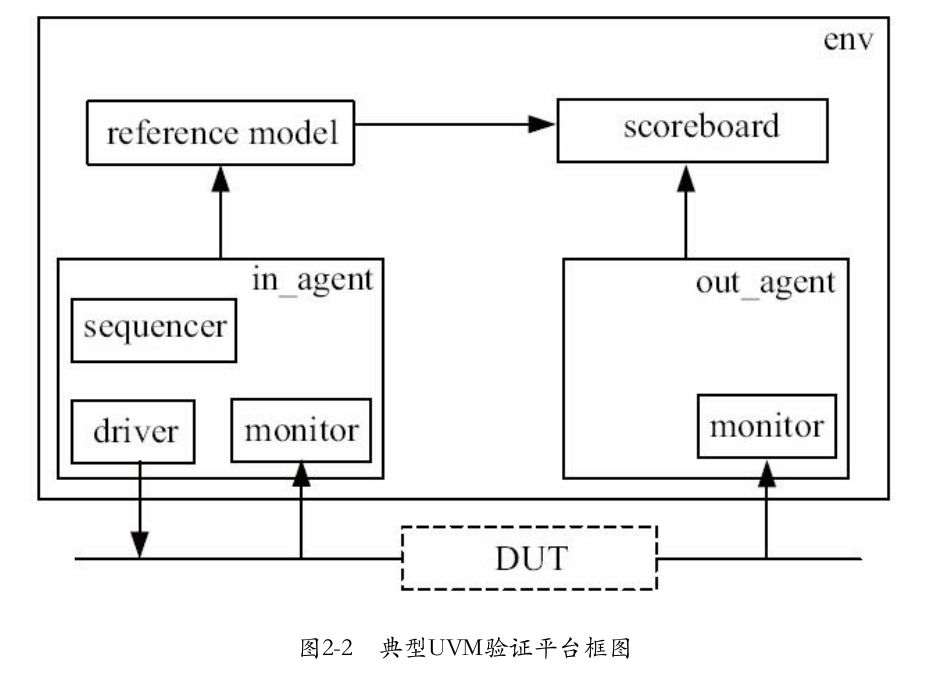 env
reference model
scoreboard
in_agent
out_agent
sequencer
driver
monitor
monitor
DUT
图2-2 典型UVM验证平台框图